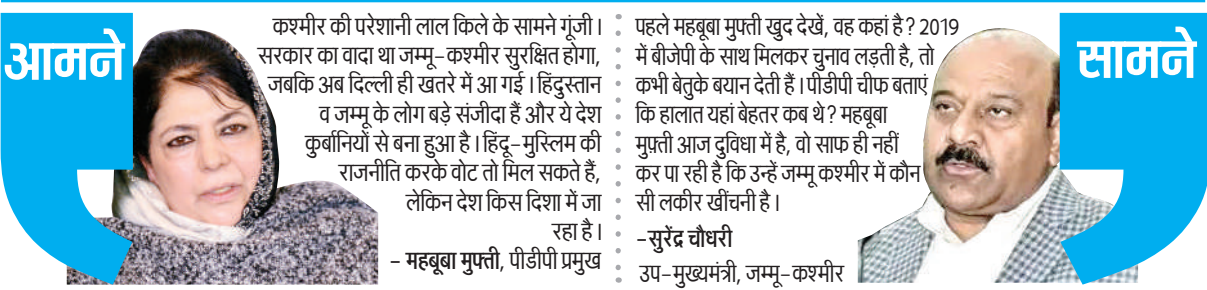 आमने
कश्मीर की परेशानी लाल किले के सामने गूंजी।
सरकार का वादा था जम्मू-कश्मीर सुरक्षित होगा,
जबकि अब दिल्ली ही खतरे में आ गई। हिंदुस्तान
व जम्मू के लोग बड़े संजीदा हैं और ये देश
कुर्बानियों से बना हुआ है। हिंदू-मुस्लिम की
राजनीति करके वोट तो मिल सकते हैं,
लेकिन देश किस दिशा में जा
रहा है।
- महबूबा मुफ्ती, पीडीपी प्रमुख
पहले महबूबा मुफ्ती खुद देखें, वह कहां है? 2019
में बीजेपी के साथ मिलकर चुनाव लड़ती है, तो
कभी बेतुके बयान देती हैं। पीडीपी चीफ बताएं
कि हालात यहां बेहतर कब थे? महबूबा
मुफ़्ती आज दुविधा में है, वो साफ ही नहीं
कर पा रही है कि उन्हें जम्मू कश्मीर में कौन
सी लकीर खींचनी है।
-सुरेंद्र चौधरी
उप-मुख्यमंत्री, जम्मू-कश्मीर
सामने